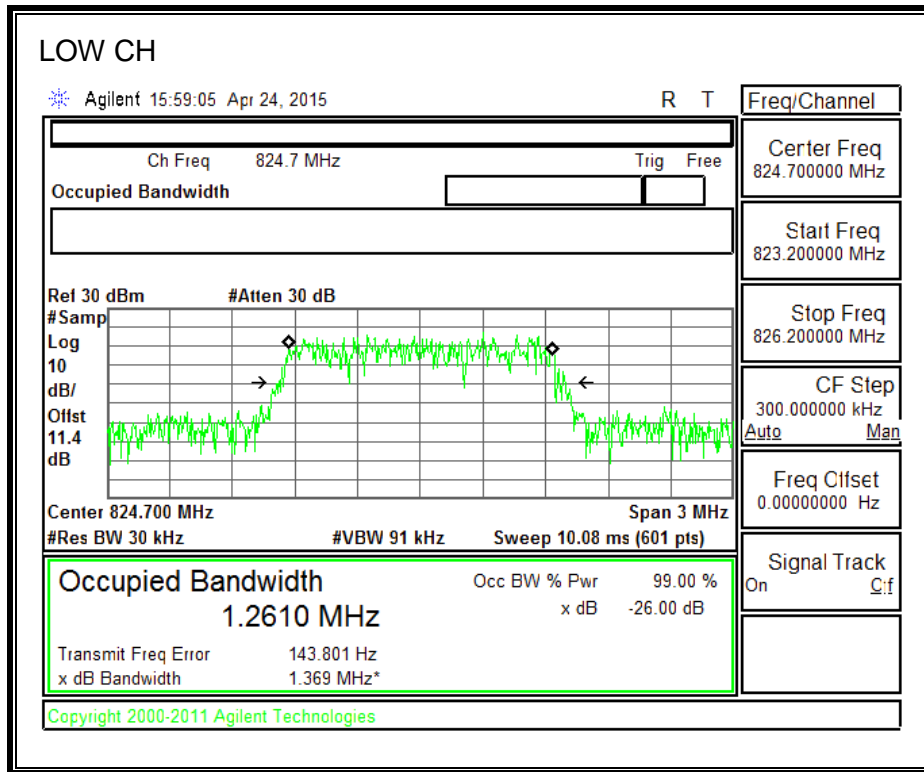 LOW CH
Agilent 15:59:05 Apr 24, 2015 R T
Freq/Channel
Ch Freq 824.7 MHz Trig Free
Occupied Bandwidth
Center Freq
824.700000 MHz
Start Freq
823.200000 MHz
Stop Freq
826.200000 MHz
CF Step
300.000000 kHz
Auto Man
Freq Offset
0.00000000 Hz
Signal Track
On Off
Ref 30 dBm #Atten 30 dB
#Samp
Log
10
dB/
Offst
11.4
dB
Center 824.700 MHz Span 3 MHz
#Res BW 30 kHz #VBW 91 kHz Sweep 10.08 ms (601 pts)
Occupied Bandwidth Occ BW % Pwr 99.00 %
1.2610 MHz x dB -26.00 dB
Transmit Freq Error 143.801 Hz
x dB Bandwidth 1.369 MHz*
Copyright 2000-2011 Agilent Technologies